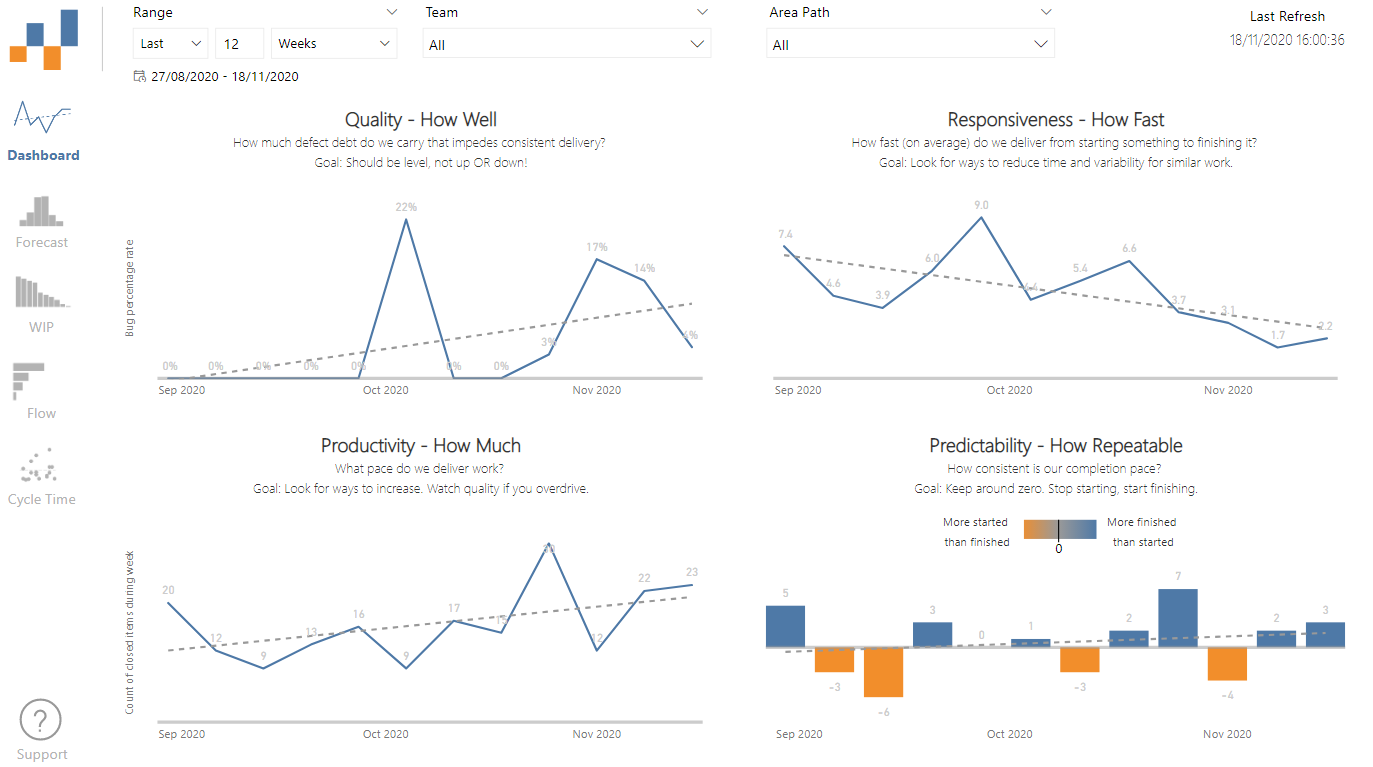 Range
Team
Area Path
Last Refresh
Last
12
Weeks
All
All
18/11/2020 16:00:36
27/08/2020 - 18/11/2020
Dashboard
Forecast
WIP
Flow
Cycle Time
Support
Quality - How Well
How much defect debt do we carry that impedes consistent delivery?
Goal: Should be level, not up OR down!
Bug percentage rate
0%
0%
0%
0%
0%
22%
0%
0%
3%
17%
14%
4%
Sep 2020
Oct 2020
Nov 2020
Responsiveness - How Fast
How fast (on average) do we deliver from starting something to finishing it?
Goal: Look for ways to reduce time and variability for similar work.
7.4
4.6
3.9
6.0
9.0
4.4
5.4
6.6
3.7
3.1
1.7
2.2
Sep 2020
Oct 2020
Nov 2020
Productivity - How Much
What pace do we deliver work?
Goal: Look for ways to increase. Watch quality if you overdrive.
Count of closed items during week
20
12
9
13
16
9
17
15
30
12
22
23
Sep 2020
Oct 2020
Nov 2020
Predictability - How Repeatable
How consistent is our completion pace?
Goal: Keep around zero. Stop starting, start finishing.
More started
than finished
0
More finished
than started
5
-3
-6
3
0
1
-3
2
7
-4
2
3
Sep 2020
Oct 2020
Nov 2020